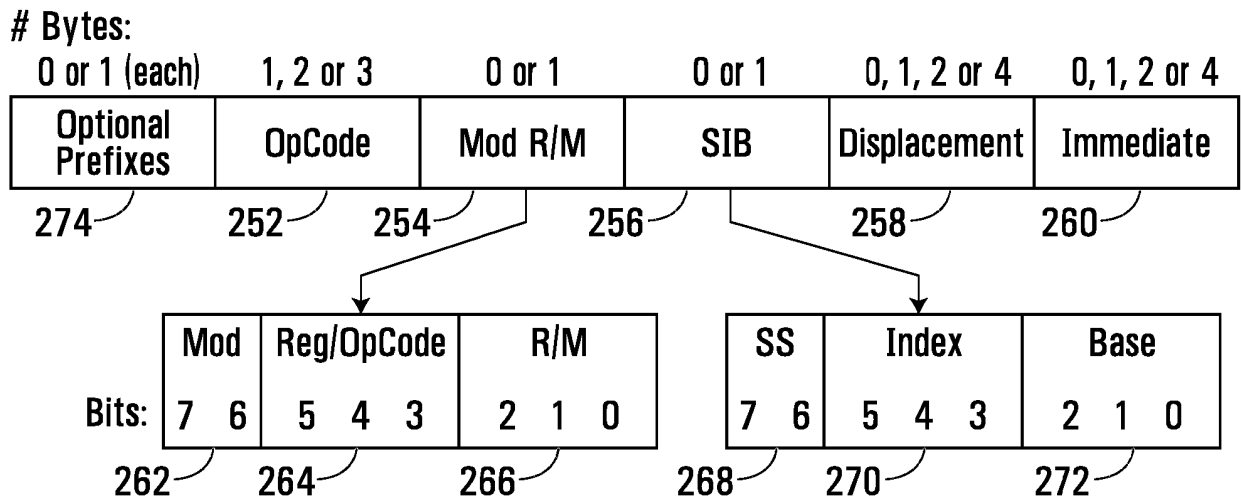 # Bytes:
0 or 1 (each) 1, 2 or 3 0 or 1 0 or 1 0, 1, 2 or 4 0, 1, 2 or 4
Optional
Prefixes OpCode Mod R/M SIB Displacement Immediate
274 252 254 256 258 260
Mod Reg/OpCode R/M SS Index Base
Bits: 7 6 5 4 3 2 1 0 7 6 5 4 3 2 1 0
262 264 266 268 270 272